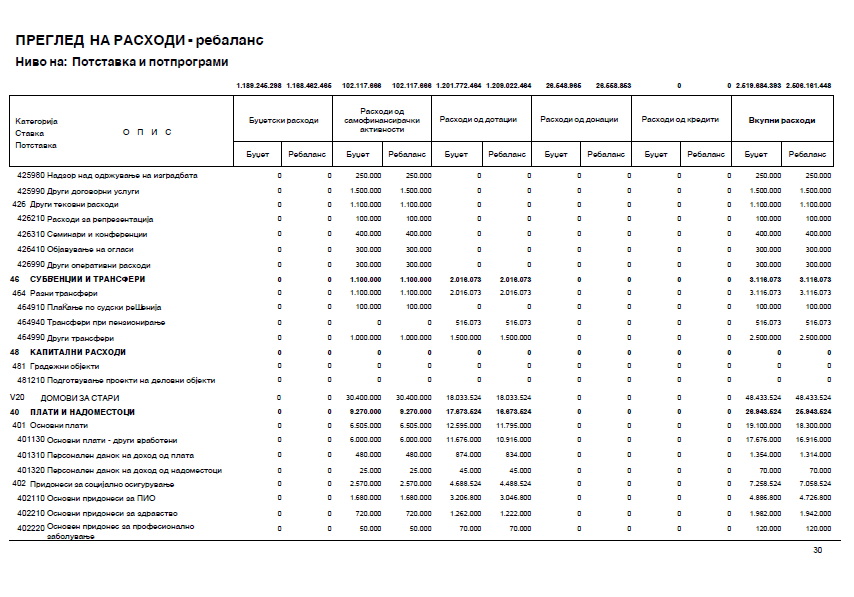 ПРЕГЛЕД НА РАСХОДИ - ребаланс
Ниво на: Потставка и потпрограми
1.189.245.298 1.168.462.465 102.117.666 102.117.666 1.201.772.464 1.209.022.464 26.548.965 26.558.853 0 0 2.519.684.393 2.506.161.448
Категорија
Ставка
Потставка
О П И С
Буџетски расходи
Расходи од самофинансирачки активности
Расходи од дотации
Расходи од донации
Расходи од кредити
Вкупни расходи
Буџет Ребаланс Буџет Ребаланс Буџет Ребаланс Буџет Ребаланс Буџет Ребаланс Буџет Ребаланс
425980 Надзор над одржување на изградбата 0 0 250.000 250.000 0 0 0 0 0 0 250.000 250.000
425990 Други договорни услуги 0 0 1.500.000 1.500.000 0 0 0 0 0 0 1.500.000 1.500.000
426 Други тековни расходи 0 0 1.100.000 1.100.000 0 0 0 0 0 0 1.100.000 1.100.000
426210 Расходи за репрезентација 0 0 100.000 100.000 0 0 0 0 0 0 100.000 100.000
426310 Семинари и конференции 0 0 400.000 400.000 0 0 0 0 0 0 400.000 400.000
426410 Објавување на огласи 0 0 300.000 300.000 0 0 0 0 0 0 300.000 300.000
426990 Други оперативни расходи 0 0 300.000 300.000 0 0 0 0 0 0 300.000 300.000
46 СУБВЕНЦИИ И ТРАНСФЕРИ 0 0 1.100.000 1.100.000 2.016.073 2.016.073 0 0 0 0 3.116.073 3.116.073
464 Разни трансфери 0 0 1.100.000 1.100.000 2.016.073 2.016.073 0 0 0 0 3.116.073 3.116.073
464910 ПлаКање по судски реШенија 0 0 100.000 100.000 0 0 0 0 0 0 100.000 100.000
464940 Трансфери при пензионирање 0 0 0 0 516.073 516.073 0 0 0 0 516.073 516.073
464990 Други трансфери 0 0 1.000.000 1.000.000 1.500.000 1.500.000 0 0 0 0 2.500.000 2.500.000
48 КАПИТАЛНИ РАСХОДИ 0 0 0 0 0 0 0 0 0 0 0 0
481 Градежни објекти 0 0 0 0 0 0 0 0 0 0 0 0
481210 Подготвување проекти на деловни објекти 0 0 0 0 0 0 0 0 0 0 0 0
V20 ДОМОВИ ЗА СТАРИ 0 0 30.400.000 30.400.000 18.033.524 18.033.524 0 0 0 0 48.433.524 48.433.524
40 ПЛАТИ И НАДОМЕСТОЦИ 0 0 9.270.000 9.270.000 17.673.524 16.673.524 0 0 0 0 26.943.524 25.943.524
401 Основни плати 0 0 6.505.000 6.505.000 12.595.000 11.795.000 0 0 0 0 19.100.000 18.300.000
401130 Основни плати - други вработени 0 0 6.000.000 6.000.000 11.676.000 10.916.000 0 0 0 0 17.676.000 16.916.000
401310 Персонален данок на доход од плата 0 0 480.000 480.000 874.000 834.000 0 0 0 0 1.354.000 1.314.000
401320 Персонален данок на доход од надоместоци 0 0 25.000 25.000 45.000 45.000 0 0 0 0 70.000 70.000
402 Придонеси за социјално осигурување 0 0 2.570.000 2.570.000 4.688.524 4.488.524 0 0 0 0 7.258.524 7.058.524
402110 Основни придонеси за ПИО 0 0 1.680.000 1.680.000 3.206.800 3.046.800 0 0 0 0 4.886.800 4.726.800
402210 Основни придонеси за здравство 0 0 720.000 720.000 1.262.000 1.222.000 0 0 0 0 1.982.000 1.942.000
402220 Основен придонес за професионално заболување 0 0 50.000 50.000 70.000 70.000 0 0 0 0 120.000 120.000
30